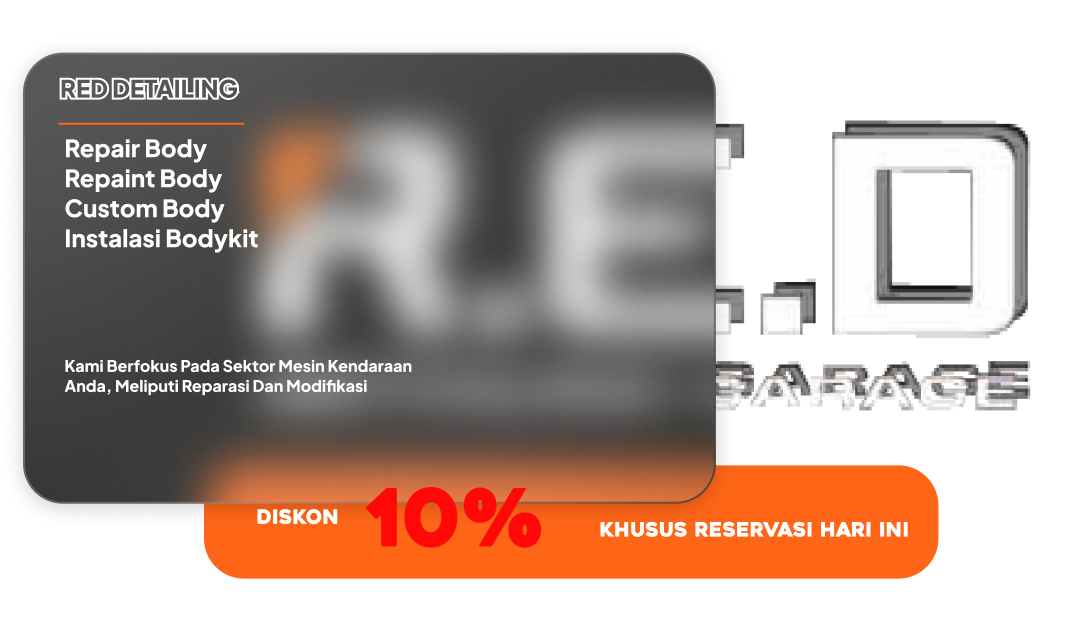 RED DETAILING
Repair Body
Repaint Body
Custom Body
Instalasi Bodykit
R.E.D
GARAGE
Kami Berfokus Pada Sektor Mesin Kendaraan
Anda, Meliputi Reparasi Dan Modifikasi
DISKON 10% KHUSUS RESERVASI HARI INI